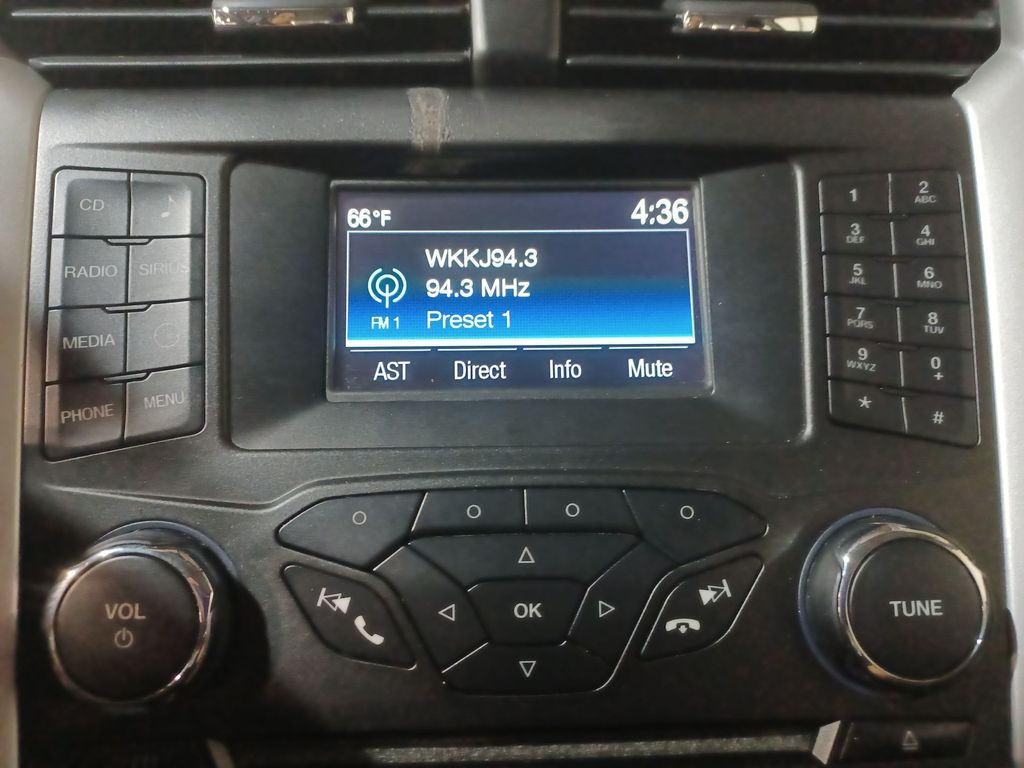 66°F 4:36
WKKJ94.3
94.3 MHz
FM 1 Preset 1
AST Direct Info Mute
CD
RADIO SIRIUS
MEDIA
PHONE MENU
1 2 ABC
3 DEF 4 GHI
5 JKL 6 MNO
7 PQRS 8 TUV
9 WXYZ 0 +
* #
VOL
OK
TUNE